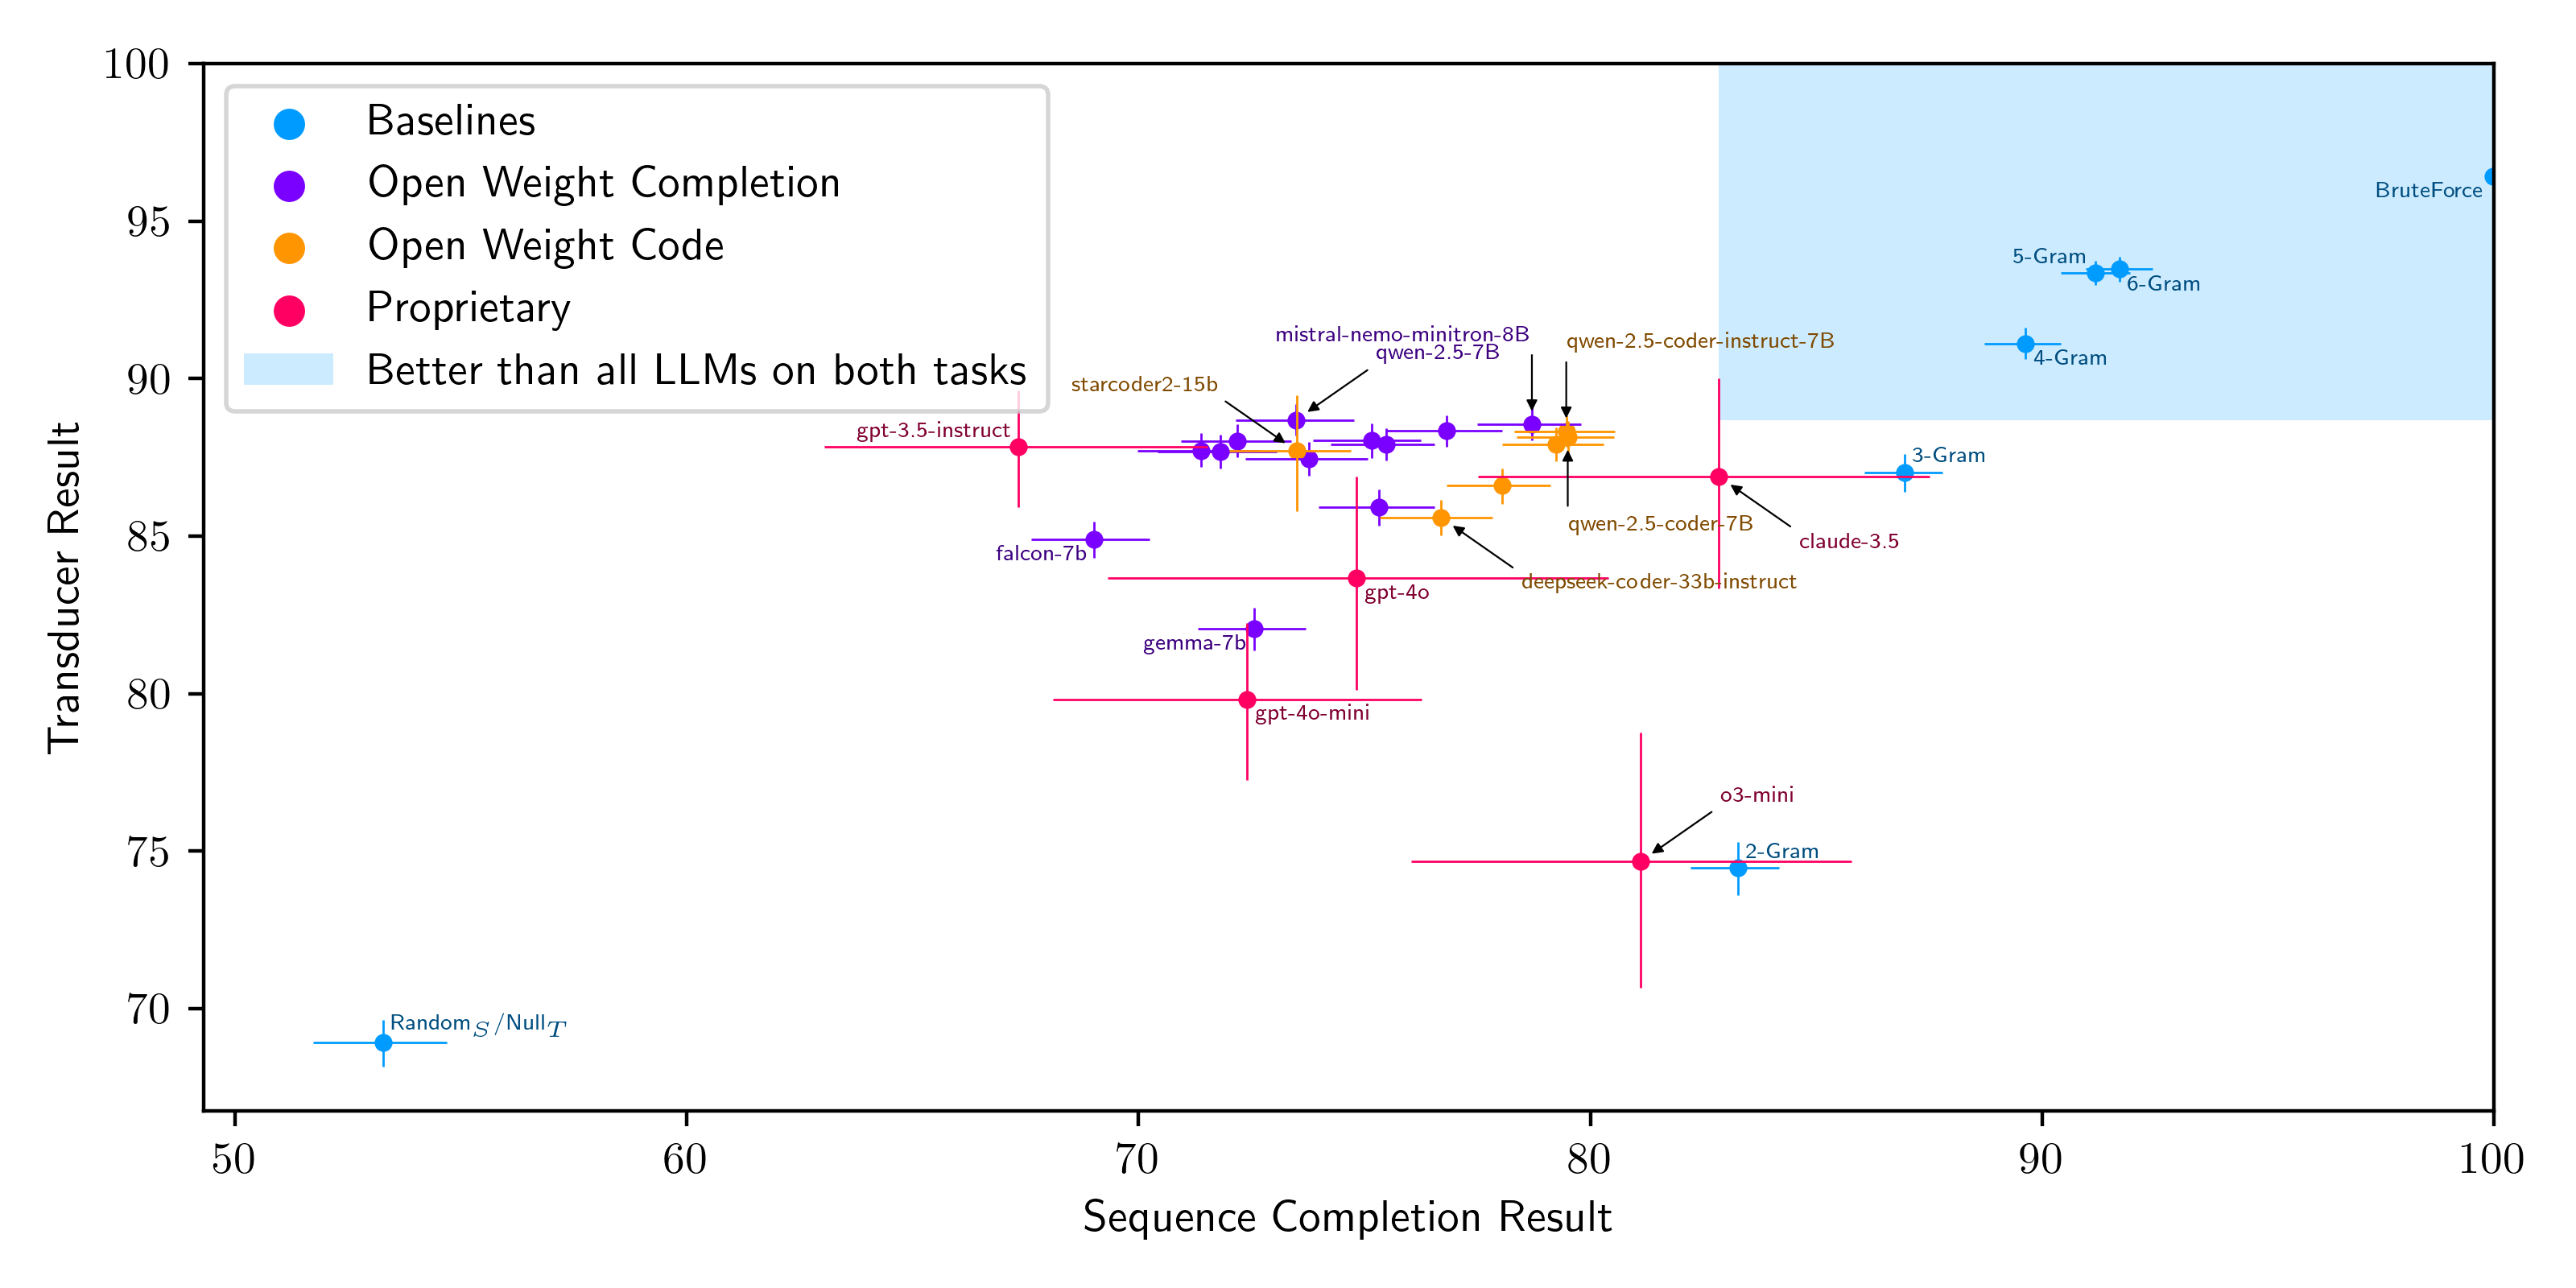 100
95
90
85
80
75
70
Transducer Result
Baselines
Open Weight Completion
Open Weight Code
Proprietary
Better than all LLMs on both tasks
BruteForce
5-Gram
6-Gram
4-Gram
mistral-nemo-minitron-8B
qwen-2.5-coder-instruct-7B
qwen-2.5-7B
starcoder2-15b
gpt-3.5-instruct
3-Gram
qwen-2.5-coder-7B
claude-3.5
falcon-7b
deepseek-coder-33b-instruct
gpt-4o
gemma-7b
gpt-4o-mini
o3-mini
2-Gram
Random_S/Null_T
50 60 70 80 90 100
Sequence Completion Result